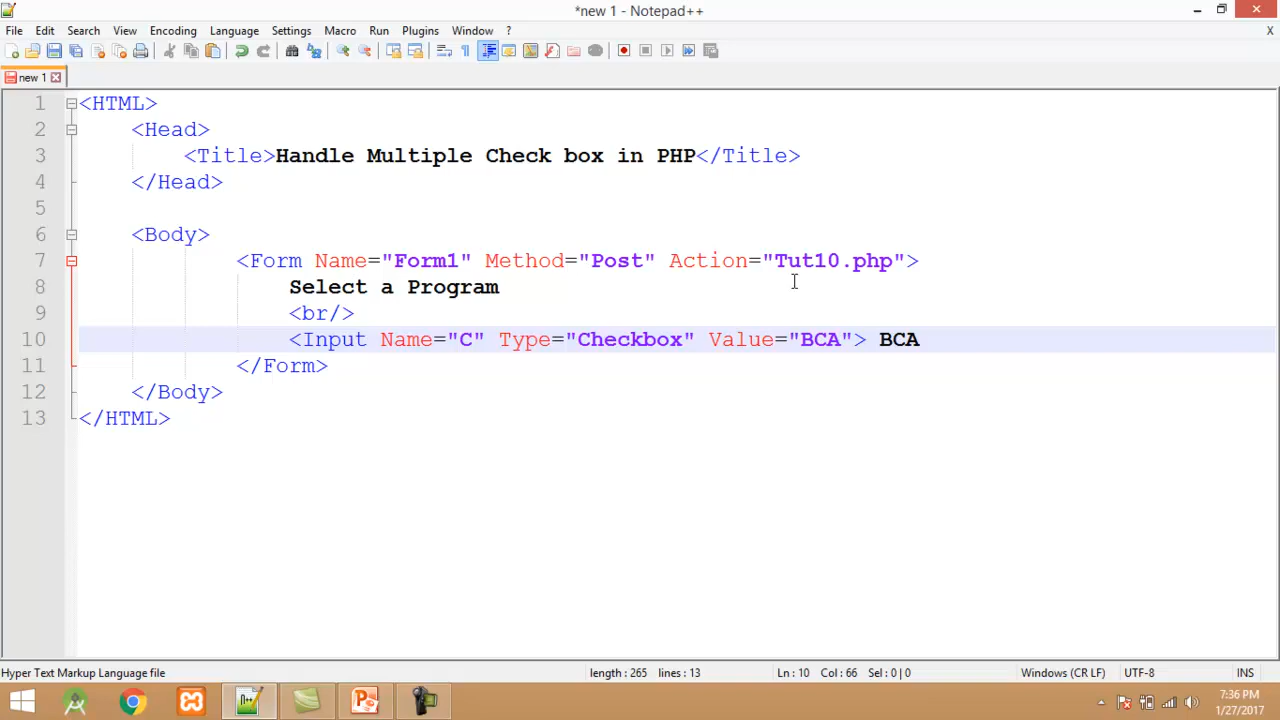 *new 1 - Notepad++
File Edit Search View Encoding Language Settings Macro Run Plugins Window ? X
new 1
1 <HTML>
2 <Head>
3 <Title>Handle Multiple Check box in PHP</Title>
4 </Head>
5
6 <Body>
7 <Form Name="Form1" Method="Post" Action="Tut10.php">
8 Select a Program
9 <br/>
10 <Input Name="C" Type="Checkbox" Value="BCA"> BCA
11 </Form>
12 </Body>
13 </HTML>
Hyper Text Markup Language file length : 265 lines : 13 Ln : 10 Col : 66 Sel : 0 | 0 Windows (CR LF) UTF-8 INS
7:36 PM
1/27/2017